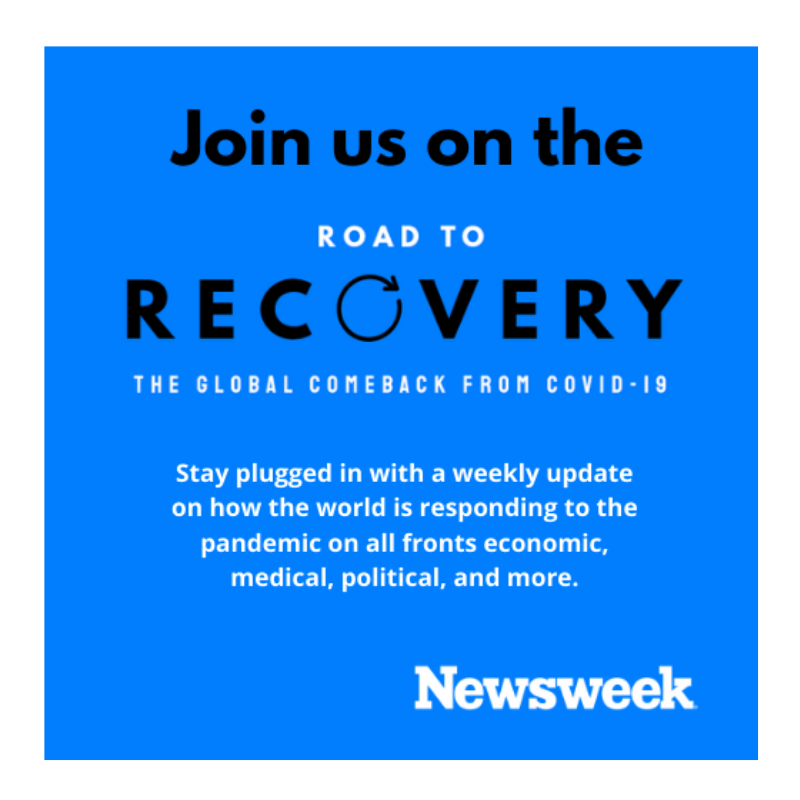 Join us on the
ROAD TO
RECOVERY
THE GLOBAL COMEBACK FROM COVID-19
Stay plugged in with a weekly update
on how the world is responding to the
pandemic on all fronts economic,
medical, political, and more.
Newsweek